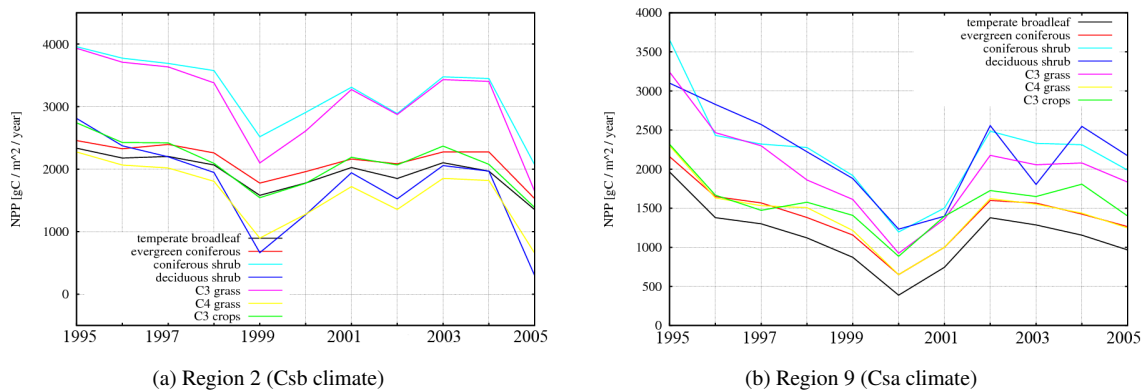 NPP [gC / m^2 / year]
4000
3000
2000
1000
0
temperate broadleaf
evergreen coniferous
coniferous shrub
deciduous shrub
C3 grass
C4 grass
C3 crops
1995 1997 1999 2001 2003 2005
(a) Region 2 (Csb climate)
NPP [gC / m^2 / year]
4000
3500
3000
2500
2000
1500
1000
500
0
temperate broadleaf
evergreen coniferous
coniferous shrub
deciduous shrub
C3 grass
C4 grass
C3 crops
1995 1997 1999 2001 2003 2005
(b) Region 9 (Csa climate)